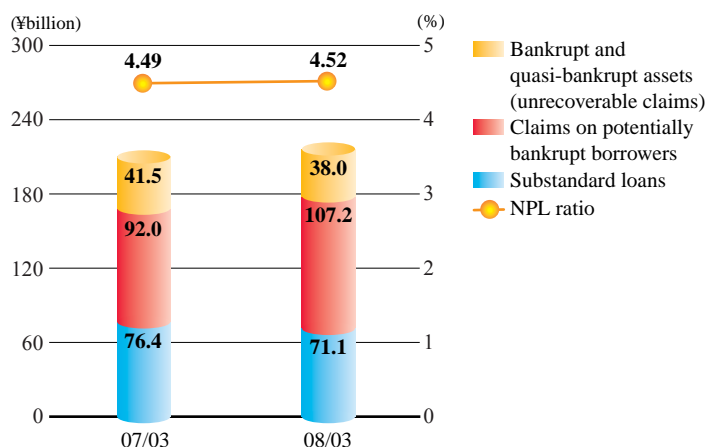 (¥billion)
(%)
300
240
180
120
60
0
5
4
3
2
1
0
4.49
4.52
41.5
92.0
76.4
38.0
107.2
71.1
07/03
08/03
Bankrupt and
quasi-bankrupt assets
(unrecoverable claims)
Claims on potentially
bankrupt borrowers
Substandard loans
NPL ratio